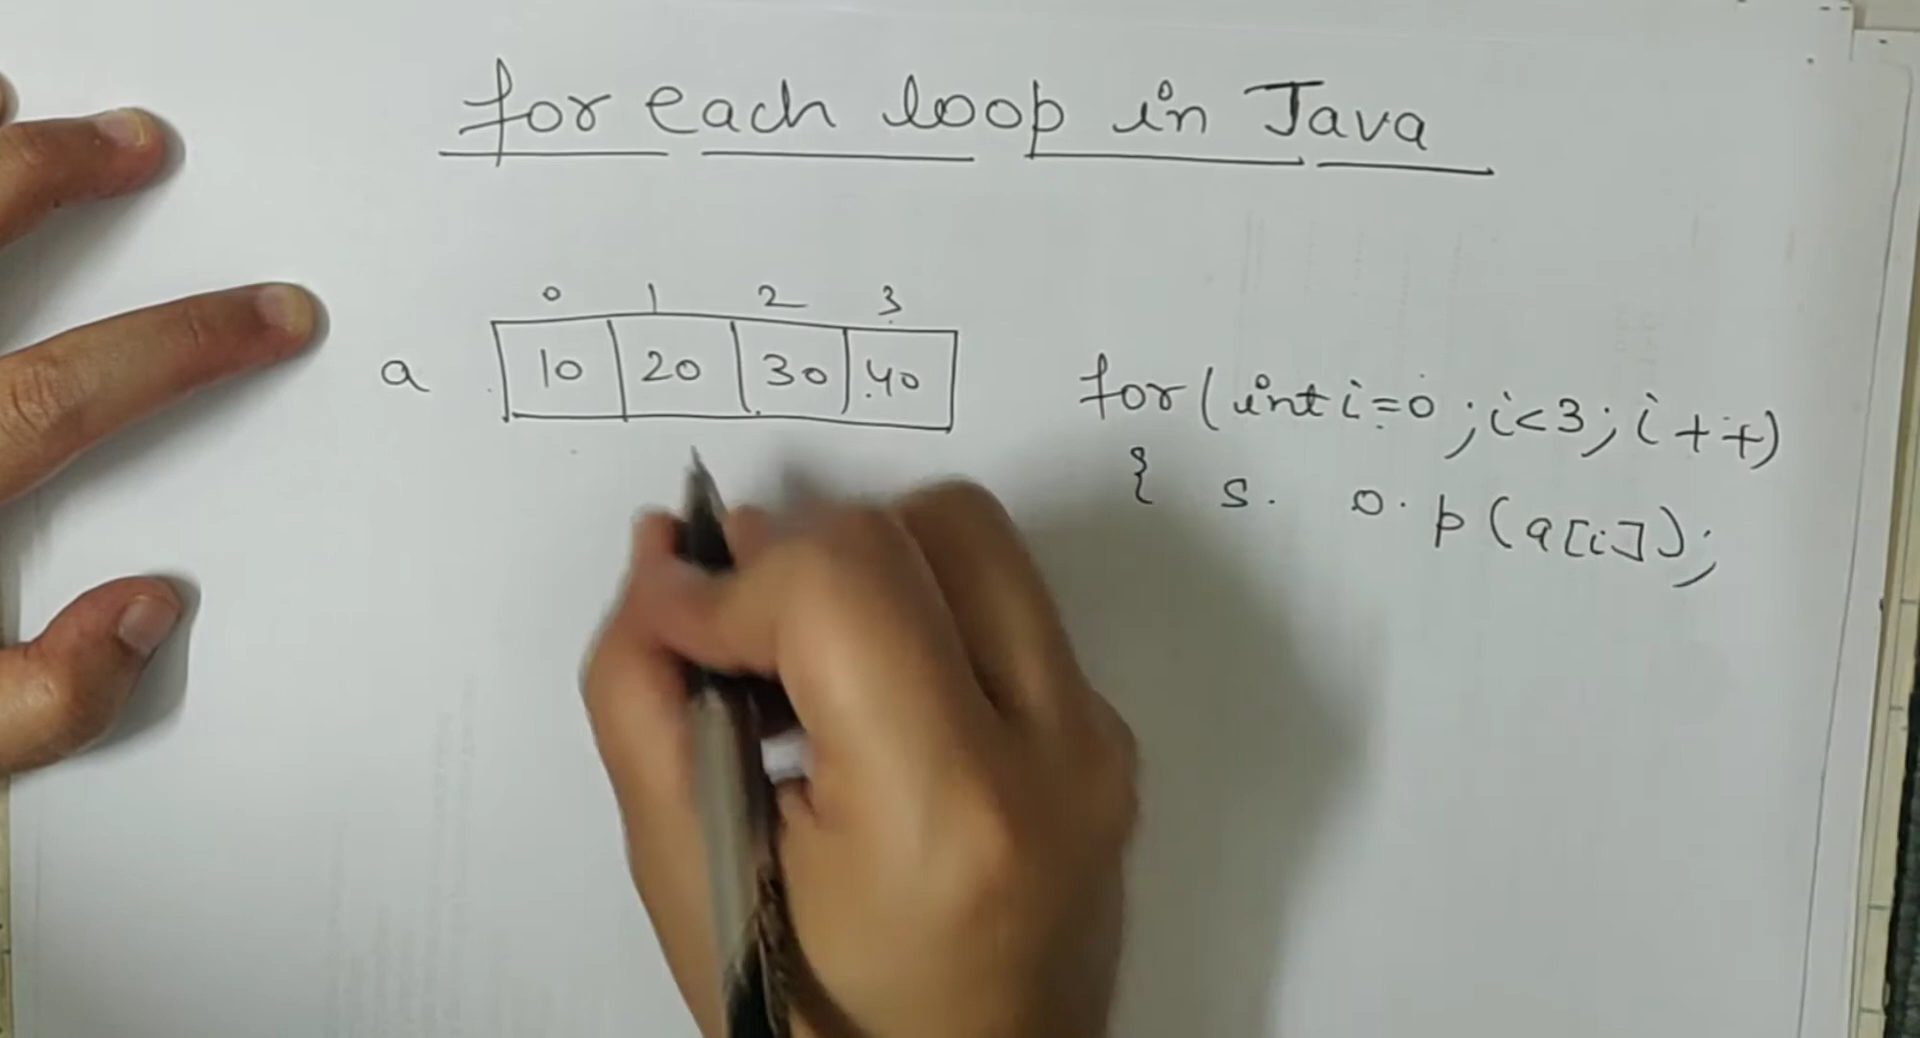 for each loop in Java
0 1 2 3
a 10 20 30 40
for(int i=0;i<3;i++)
{ s. o.p(a[i]);